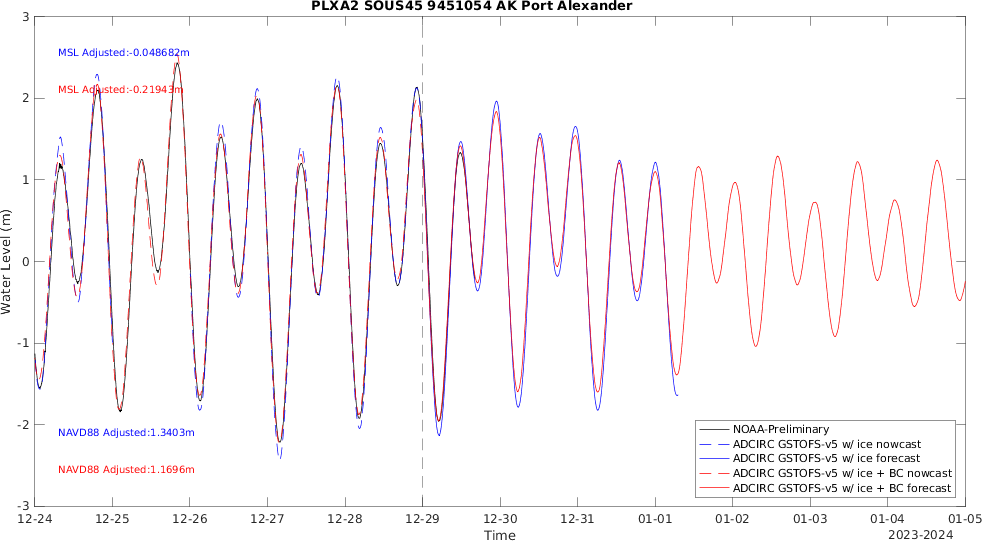 PLXA2 SOUS45 9451054 AK Port Alexander
3
2
1
0
-1
-2
-3
Water Level (m)
MSL Adjusted:-0.048682m
MSL Adjusted:-0.21943m
NAVD88 Adjusted:1.3403m
NAVD88 Adjusted:1.1696m
NOAA-Preliminary
ADCIRC GSTOFS-v5 w/ ice nowcast
ADCIRC GSTOFS-v5 w/ ice forecast
ADCIRC GSTOFS-v5 w/ ice + BC nowcast
ADCIRC GSTOFS-v5 w/ ice + BC forecast
12-24 12-25 12-26 12-27 12-28 12-29 12-30 12-31 01-01 01-02 01-03 01-04 01-05
Time
2023-2024